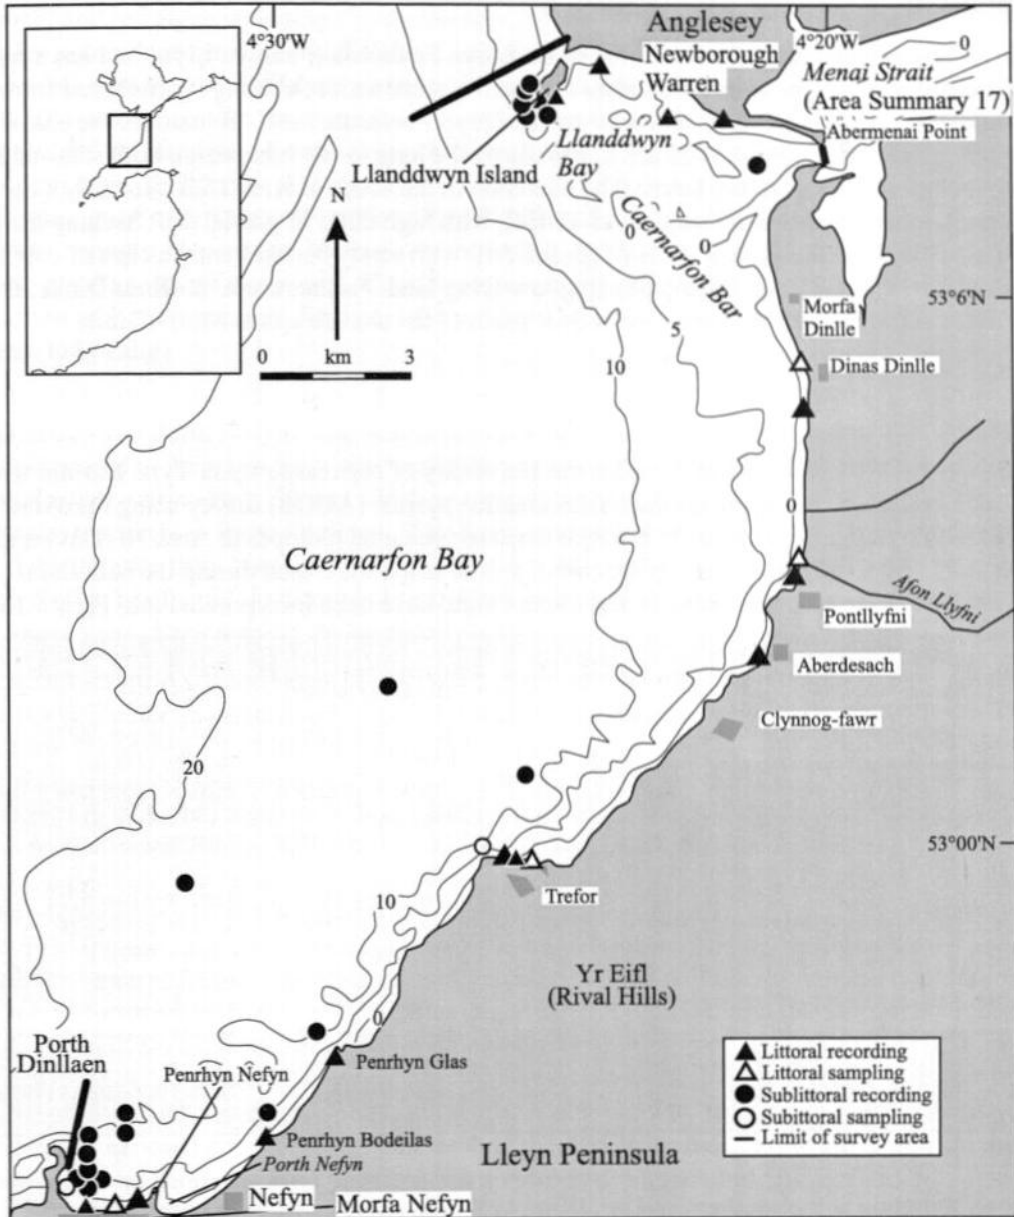 Anglesey
4°30'W
4°20'W
Newborough
Warren
0
Menai Strait
(Area Summary 17)
Abermenai Point
Llanddwyn
Bay
Llanddwyn Island
N
Caernarfon Bar
0
0
53°6'N
Morfa
Dinlle
0 km 3
5
10
Dinas Dinlle
0
Caernarfon Bay
Afon Llyfni
Pontllyfni
Aberdesach
Clynnog-fawr
20
53°00'N
Trefor
10
Yr Eifl
(Rival Hills)
Porth
Dinllaen
Penrhyn Nefyn
Penrhyn Glas
Littoral recording
Littoral sampling
Sublittoral recording
Subittoral sampling
Limit of survey area
Penrhyn Bodeilas
Porth Nefyn
Lleyn Peninsula
Nefyn
Morfa Nefyn